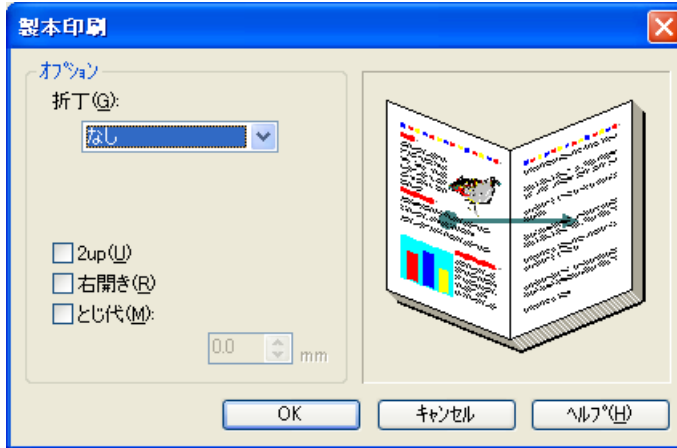 製本印刷
ｵﾌﾟｼｮﾝ
折丁(G):
なし
2up(U)
右開き(R)
とじ代(M):
0.0 mm
OK ｷｬﾝｾﾙ ﾍﾙﾌﾟ(H)